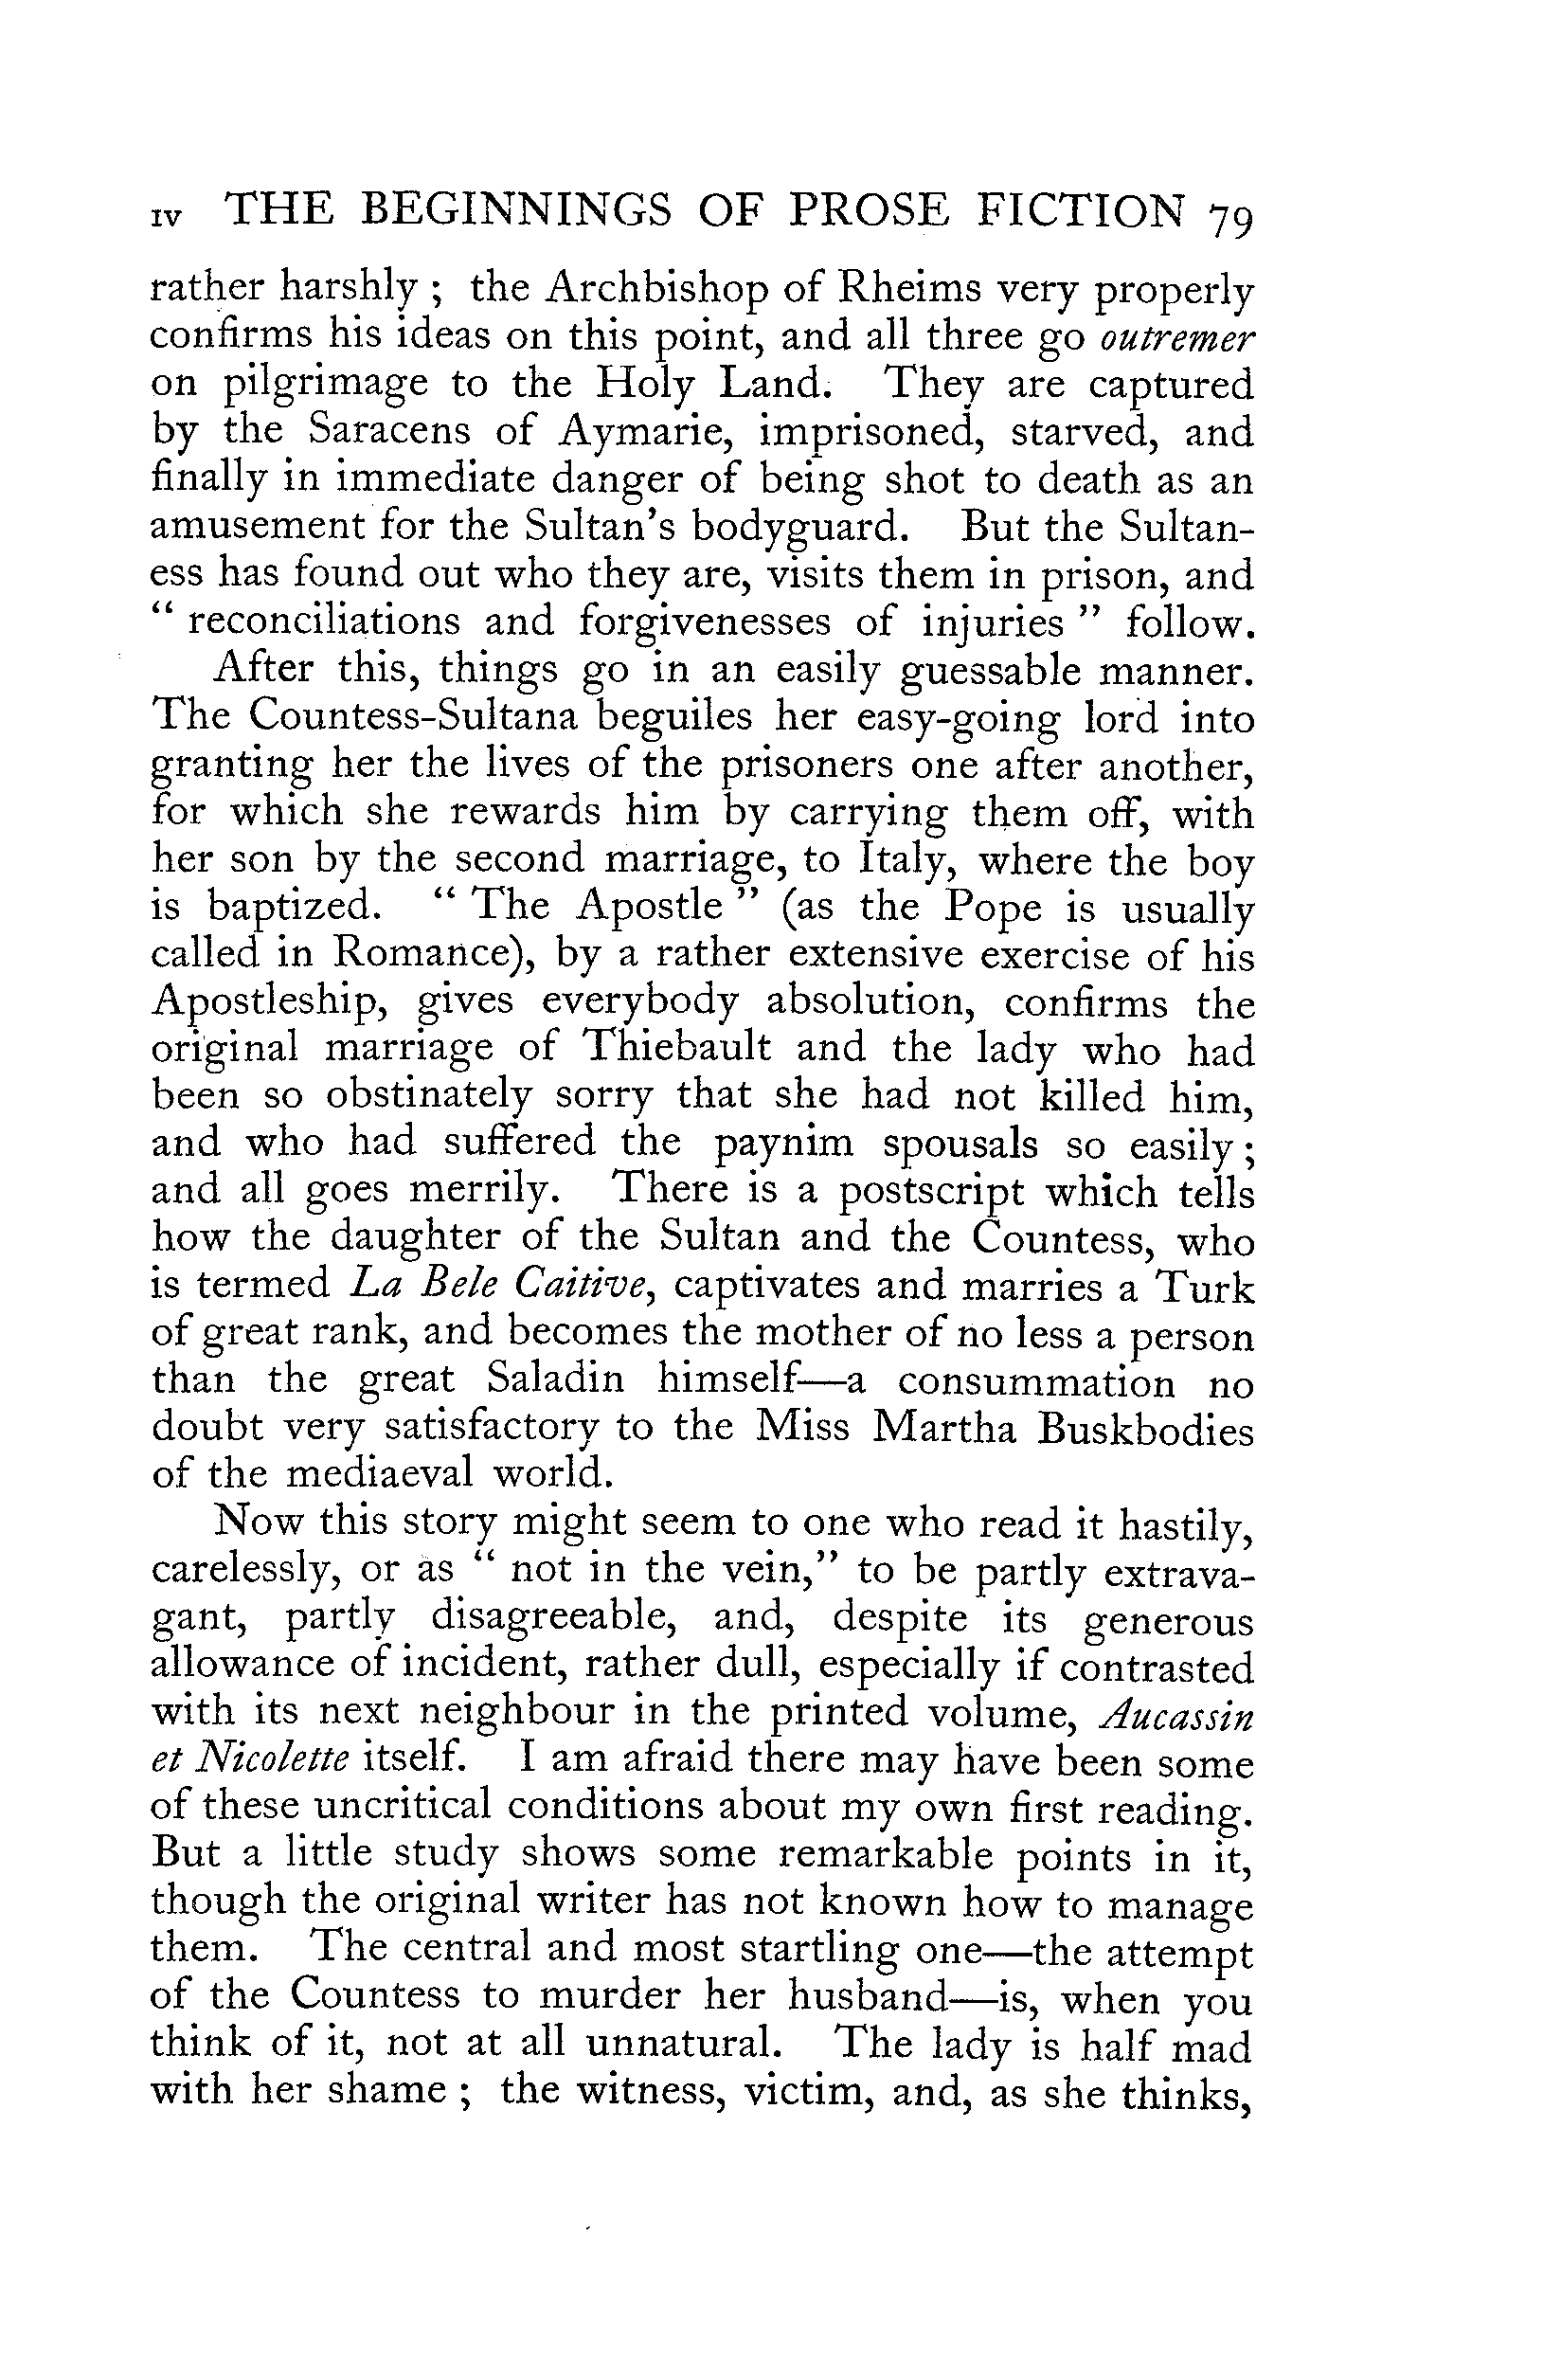 IV THE BEGINNINGS OF PROSE FICTION 79
rather harshly ; the Archbishop of Rheims very properly
confirms his ideas on this point, and all three go outremer
on pilgrimage to the Holy Land. They are captured
by the Saracens of Aymarie, imprisoned, starved, and
finally in immediate danger of being shot to death as an
amusement for the Sultan's bodyguard. But the Sultan-
ess has found out who they are, visits them in prison, and
“ reconciliations and forgivenesses of injuries ” follow.
After this, things go in an easily guessable manner.
The Countess-Sultana beguiles her easy-going lord into
granting her the lives of the prisoners one after another,
for which she rewards him by carrying them off, with
her son by the second marriage, to Italy, where the boy
is baptized. “ The Apostle ” (as the Pope is usually
called in Romance), by a rather extensive exercise of his
Apostleship, gives everybody absolution, confirms the
original marriage of Thiebault and the lady who had
been so obstinately sorry that she had not killed him,
and who had suffered the paynim spousals so easily ;
and all goes merrily. There is a postscript which tells
how the daughter of the Sultan and the Countess, who
is termed La Bele Caitive, captivates and marries a Turk
of great rank, and becomes the mother of no less a person
than the great Saladin himself—a consummation no
doubt very satisfactory to the Miss Martha Buskbodies
of the mediaeval world.
Now this story might seem to one who read it hastily,
carelessly, or as “ not in the vein,” to be partly extrava-
gant, partly disagreeable, and, despite its generous
allowance of incident, rather dull, especially if contrasted
with its next neighbour in the printed volume, Aucassin
et Nicolette itself. I am afraid there may have been some
of these uncritical conditions about my own first reading.
But a little study shows some remarkable points in it,
though the original writer has not known how to manage
them. The central and most startling one—the attempt
of the Countess to murder her husband—is, when you
think of it, not at all unnatural. The lady is half mad
with her shame ; the witness, victim, and, as she thinks,